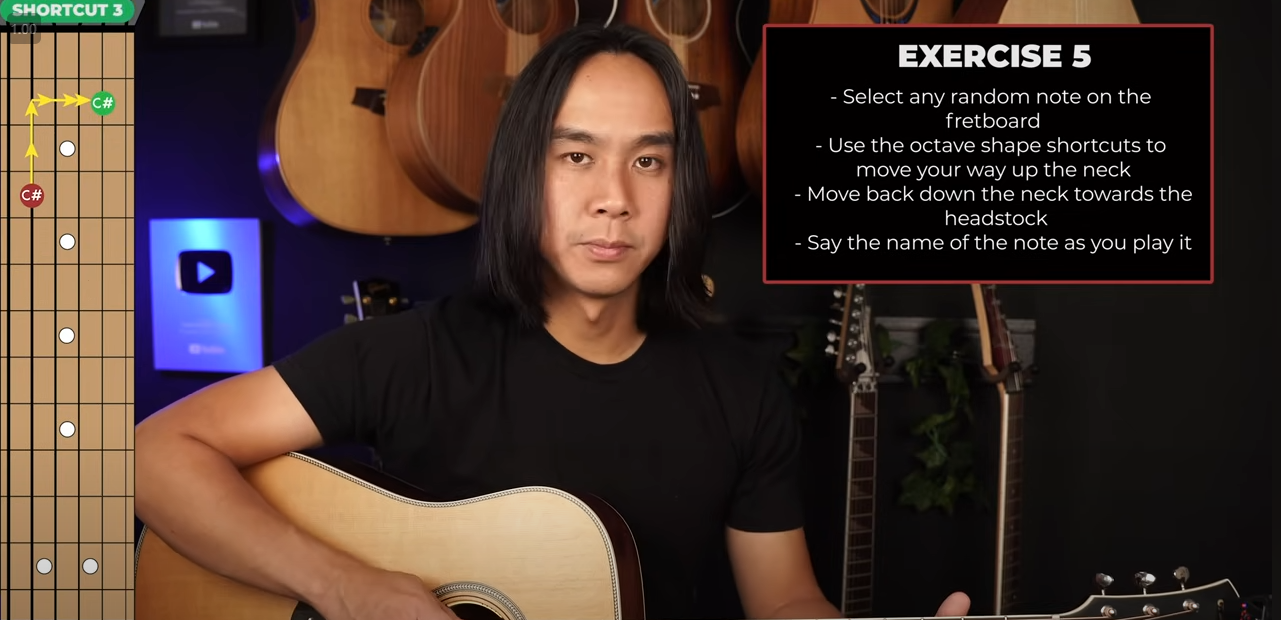 SHORTCUT 3
1.00
C#
C#
EXERCISE 5
- Select any random note on the
fretboard
- Use the octave shape shortcuts to
move your way up the neck
- Move back down the neck towards the
headstock
- Say the name of the note as you play it